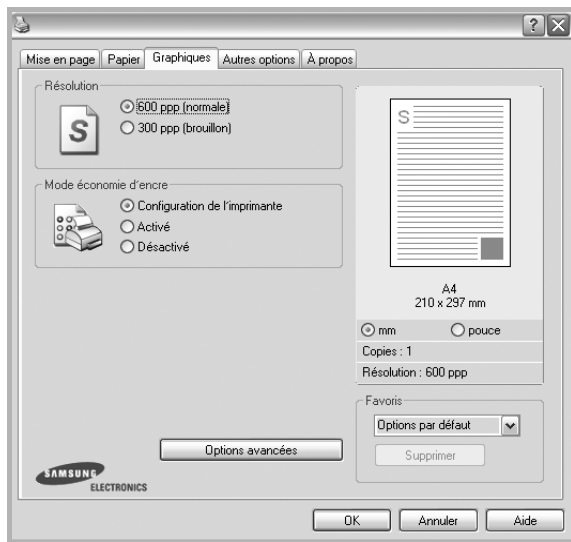 Mise en page Papier Graphiques Autres options À propos
Résolution
600 ppp (normale)
300 ppp (brouillon)
S
Mode économie d'encre
Configuration de l'imprimante
Activé
Désactivé
Options avancées
SAMSUNG
ELECTRONICS
S
A4
210 x 297 mm
mm pouce
Copies : 1
Résolution : 600 ppp
Favoris
Options par défaut
Supprimer
OK Annuler Aide